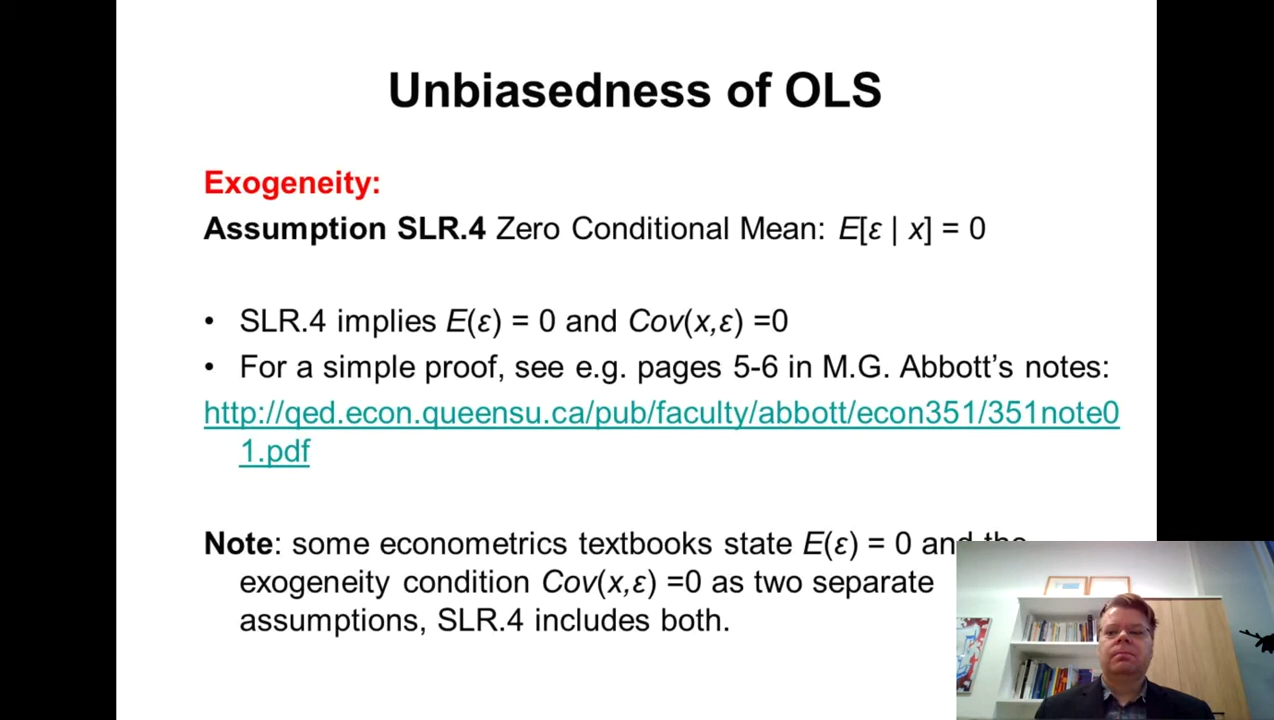 Unbiasedness of OLS
Exogeneity:
Assumption SLR.4 Zero Conditional Mean: E[ε | x] = 0
• SLR.4 implies E(ε) = 0 and Cov(x,ε) =0
• For a simple proof, see e.g. pages 5-6 in M.G. Abbott’s notes:
http://qed.econ.queensu.ca/pub/faculty/abbott/econ351/351note0
1.pdf
Note: some econometrics textbooks state E(ε) = 0 and the
exogeneity condition Cov(x,ε) =0 as two separate
assumptions, SLR.4 includes both.